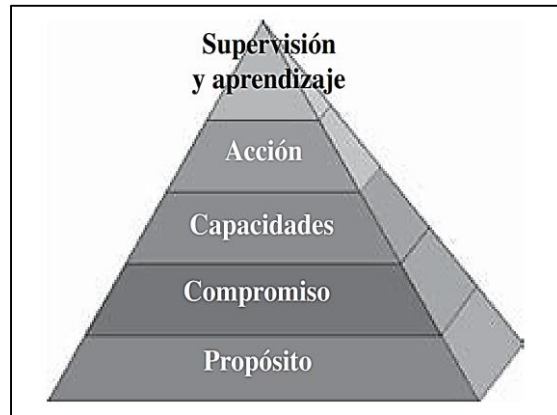 Supervisión
y aprendizaje
Acción
Capacidades
Compromiso
Propósito